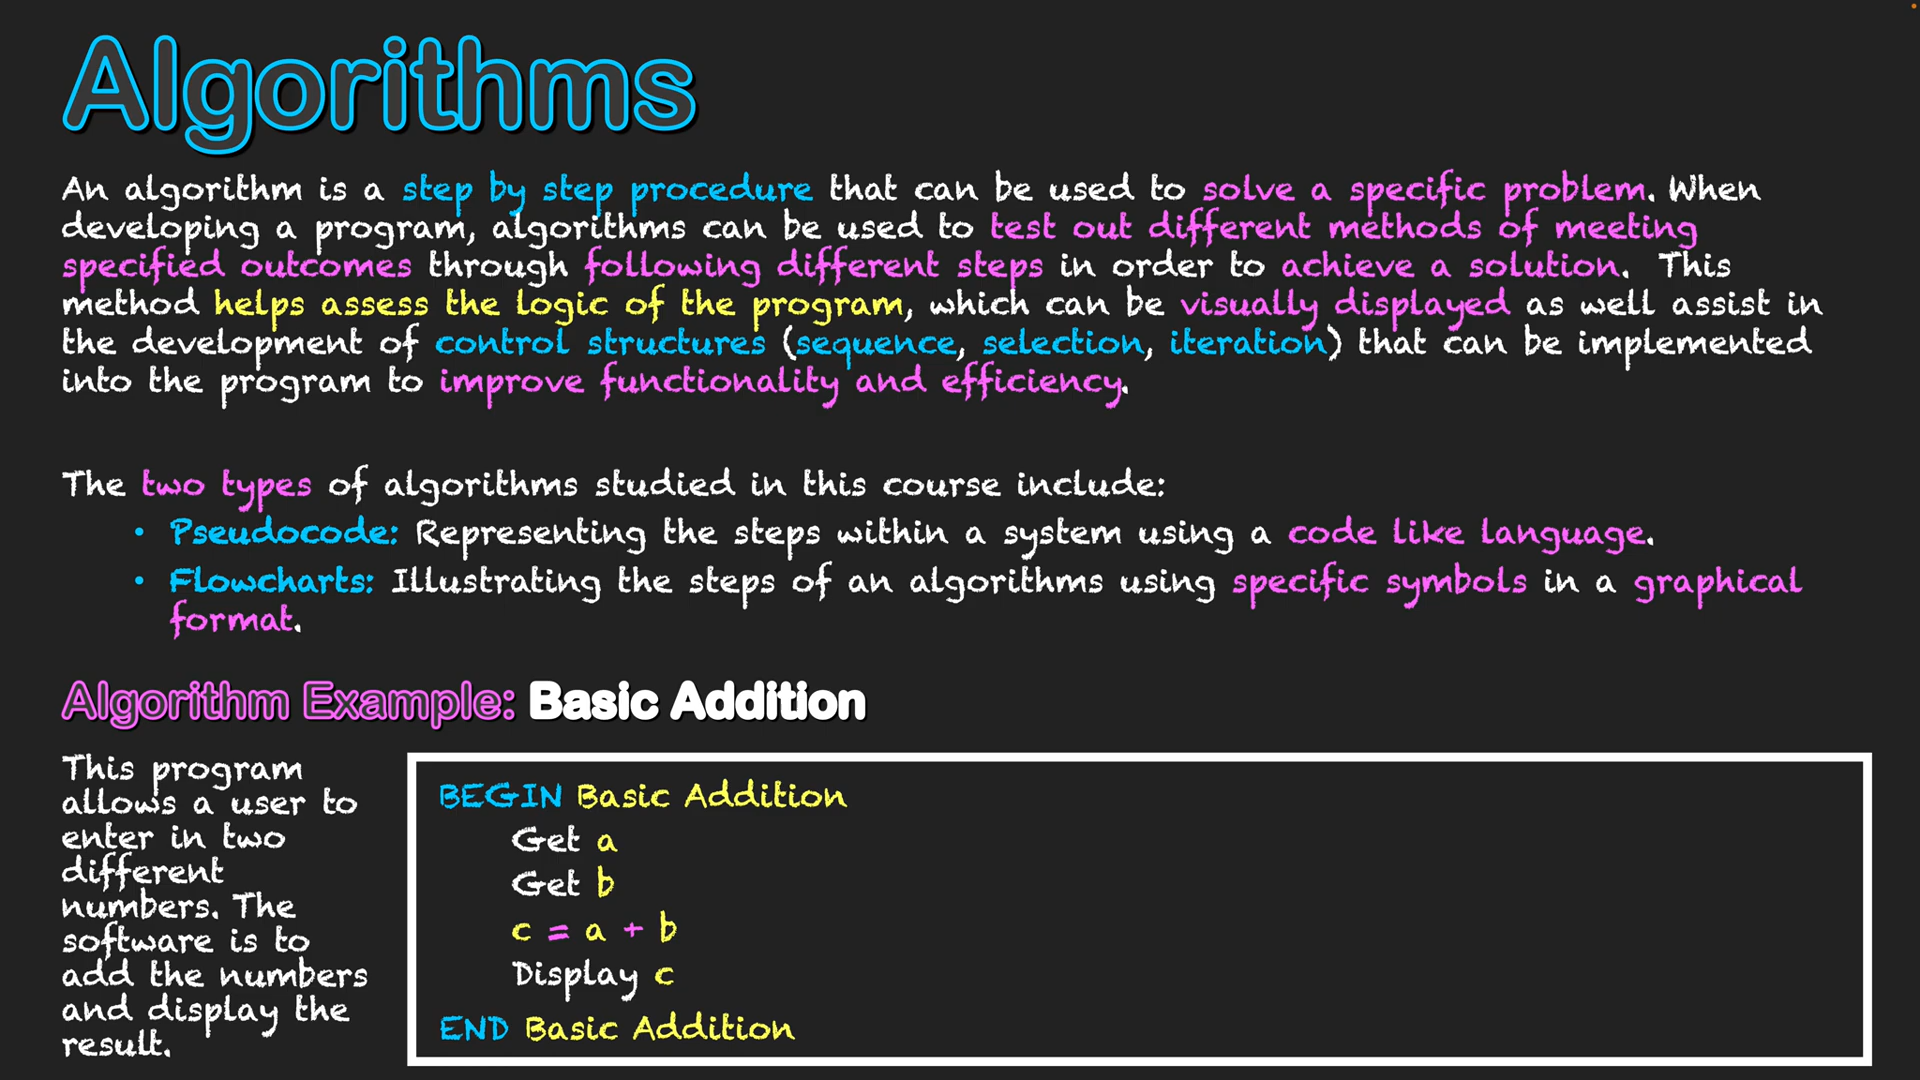 Algorithms
An algorithm is a step by step procedure that can be used to solve a specific problem. When
developing a program, algorithms can be used to test out different methods of meeting
specified outcomes through following different steps in order to achieve a solution. This
method helps assess the logic of the program, which can be visually displayed as well assist in
the development of control structures (sequence, selection, iteration) that can be implemented
into the program to improve functionality and efficiency.
The two types of algorithms studied in this course include:
• Pseudocode: Representing the steps within a system using a code like language.
• Flowcharts: Illustrating the steps of an algorithms using specific symbols in a graphical
format.
Algorithm Example: Basic Addition
This program
allows a user to
enter in two
different
numbers. The
software is to
add the numbers
and display the
result.
BEGIN Basic Addition
Get a
Get b
c = a + b
Display c
END Basic Addition